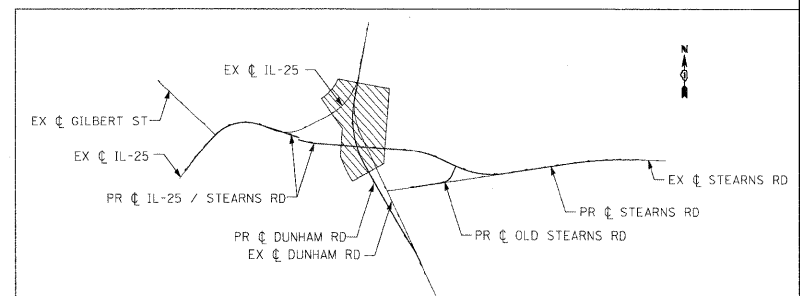 EX ℄ IL-25
N
EX ℄ GILBERT ST
EX ℄ IL-25
EX ℄ STEARNS RD
PR ℄ IL-25 / STEARNS RD
PR ℄ STEARNS RD
PR ℄ DUNHAM RD
PR ℄ OLD STEARNS RD
EX ℄ DUNHAM RD